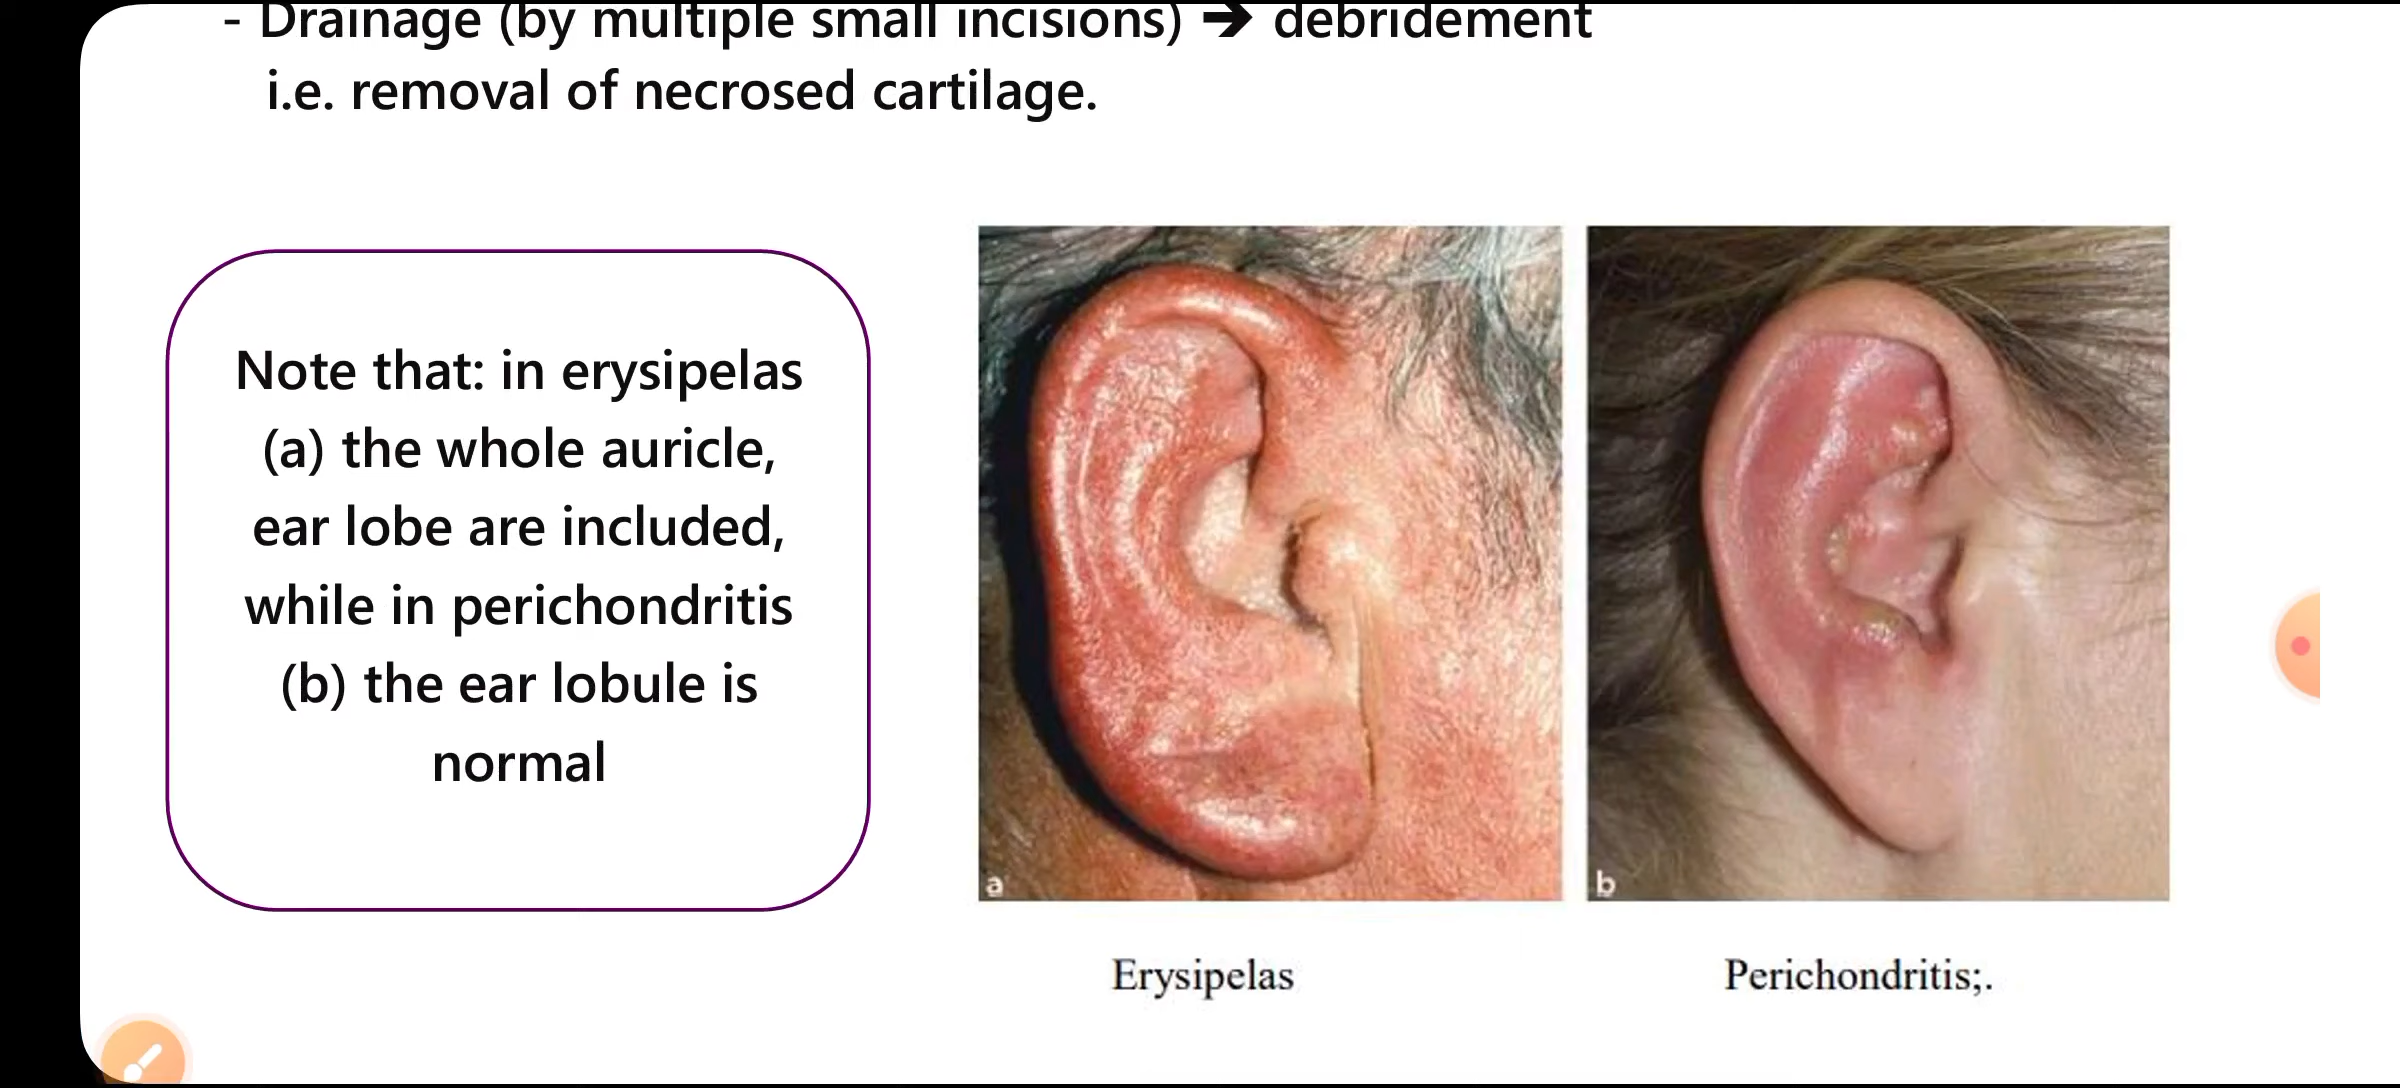 - Drainage (by multiple small incisions) ➔ debridement
i.e. removal of necrosed cartilage.
Note that: in erysipelas
(a) the whole auricle,
ear lobe are included,
while in perichondritis
(b) the ear lobule is
normal
a
b
Erysipelas
Perichondritis;.